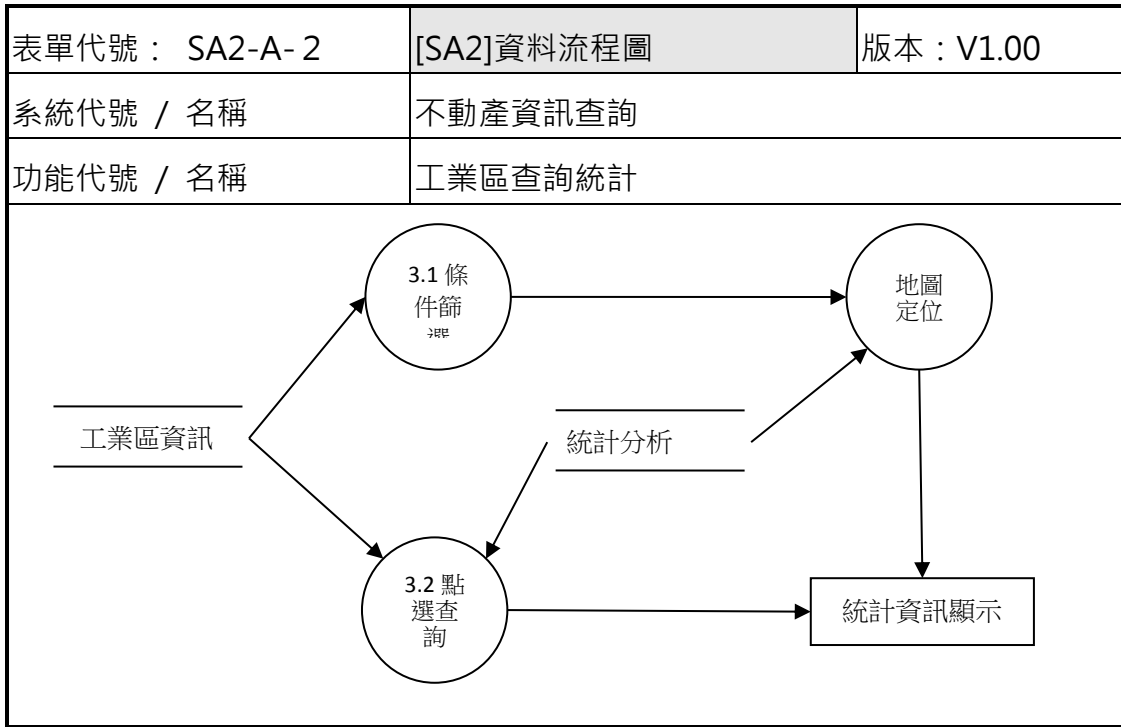 表單代號： SA2-A-2
[SA2]資料流程圖
版本：V1.00
系統代號 / 名稱
不動產資訊查詢
功能代號 / 名稱
工業區查詢統計
3.1 條
件篩
地圖
定位
工業區資訊
統計分析
3.2 點
選查
詢
統計資訊顯示